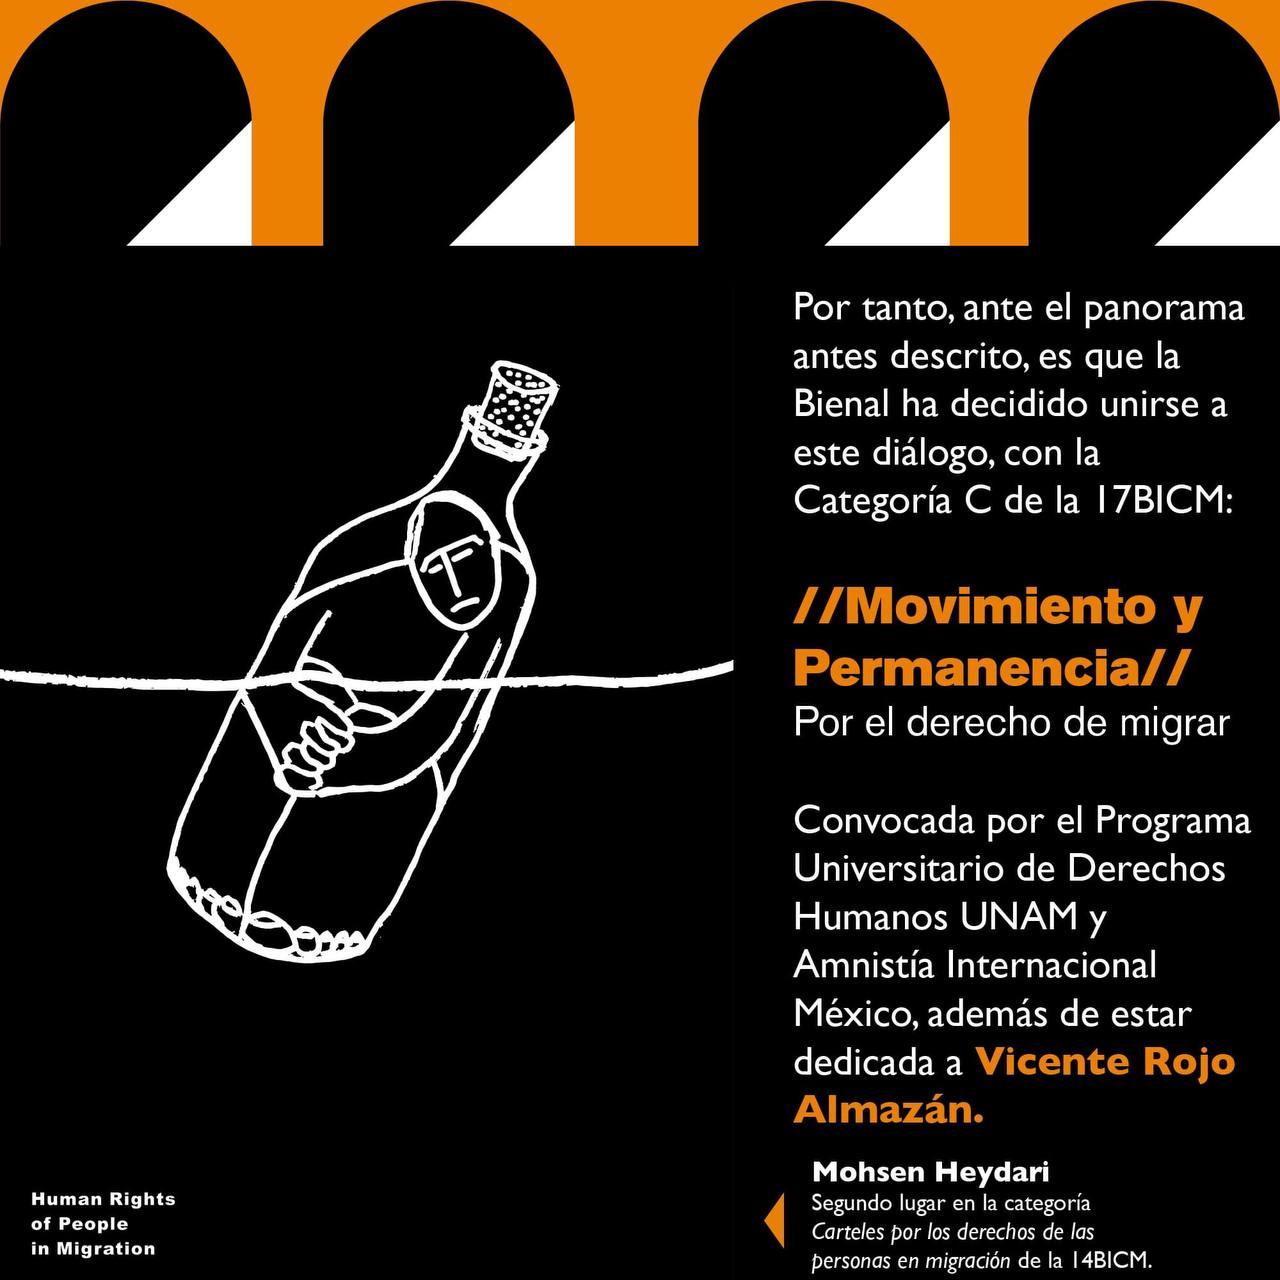 Por tanto, ante el panorama
antes descrito, es que la
Bienal ha decidido unirse a
este diálogo, con la
Categoría C de la 17BICM:
//Movimiento y
Permanencia//
Por el derecho de migrar
Convocada por el Programa
Universitario de Derechos
Humanos UNAM y
Amnistía Internacional
México, además de estar
dedicada a Vicente Rojo
Almazán.
Mohsen Heydari
Segundo lugar en la categoría
Carteles por los derechos de las
personas en migración de la 14BICM.
Human Rights
of People
in Migration